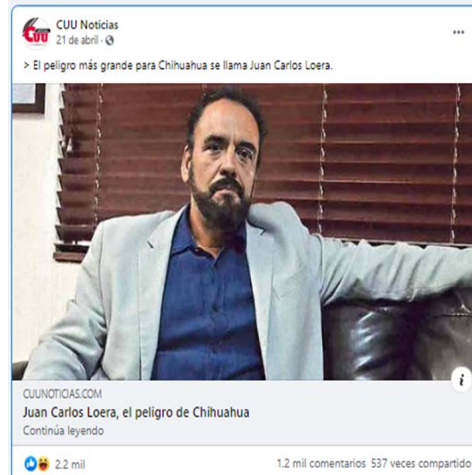 CUU Noticias
CUU
21 de abril ·
> El peligro más grande para Chihuahua se llama Juan Carlos Loera.
CUUNOTICIAS.COM
Juan Carlos Loera, el peligro de Chihuahua
Continúa leyendo
2.2 mil
1.2 mil comentarios 537 veces compartido